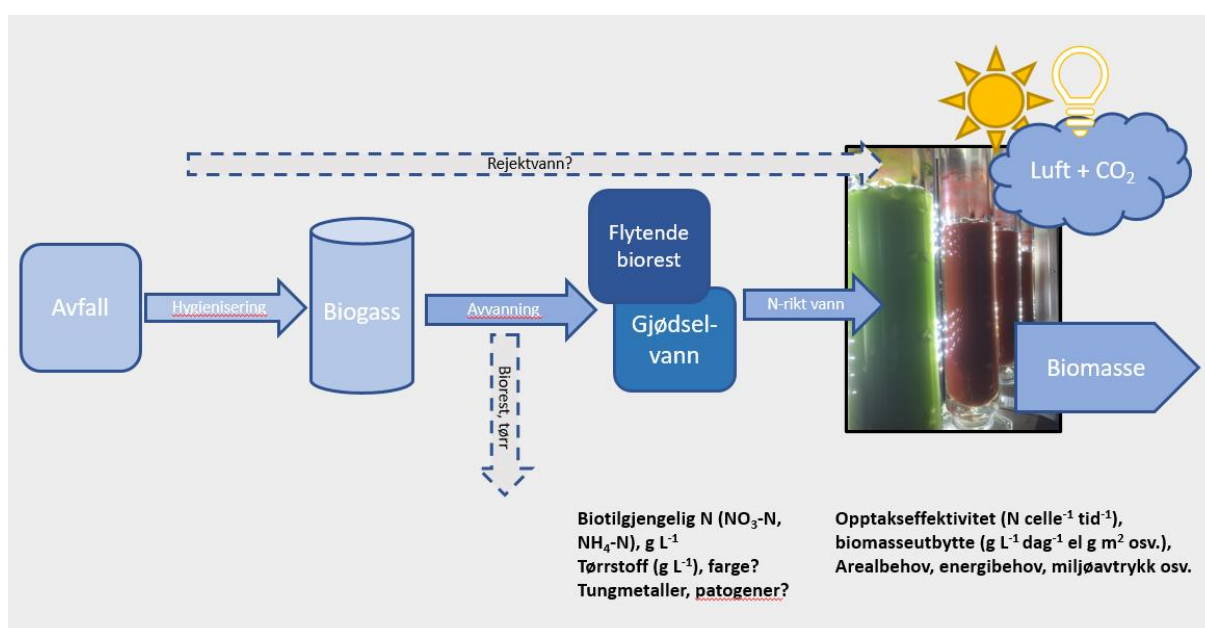 Rejektvann?
Luft + CO₂
Avfall
Hygienisering
Biogass
Avvanning
Flytende
biorest
Gjødsel-
vann
N-rikt vann
Biomasse
Biorest, tørr
Biotilgjengelig N (NO₃-N,
NH₄-N), g L⁻¹
Tørrstoff (g L⁻¹), farge?
Tungmetaller, patogener?
Opptakseffektivitet (N celle⁻¹ tid⁻¹),
biomasseutbytte (g L⁻¹ dag⁻¹ el g m² osv.),
Arealbehov, energibehov, miljøavtrykk osv.